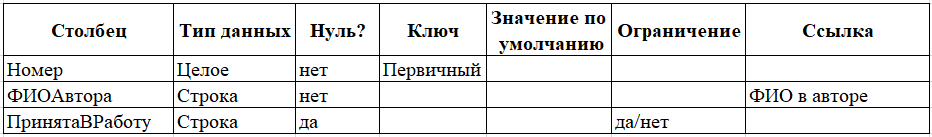 Столбец Тип данных Нуль? Ключ Значение по умолчанию Ограничение Ссылка
Номер Целое нет Первичный
ФИОАвтора Строка нет ФИО в авторе
ПринятаВРаботу Строка да да/нет